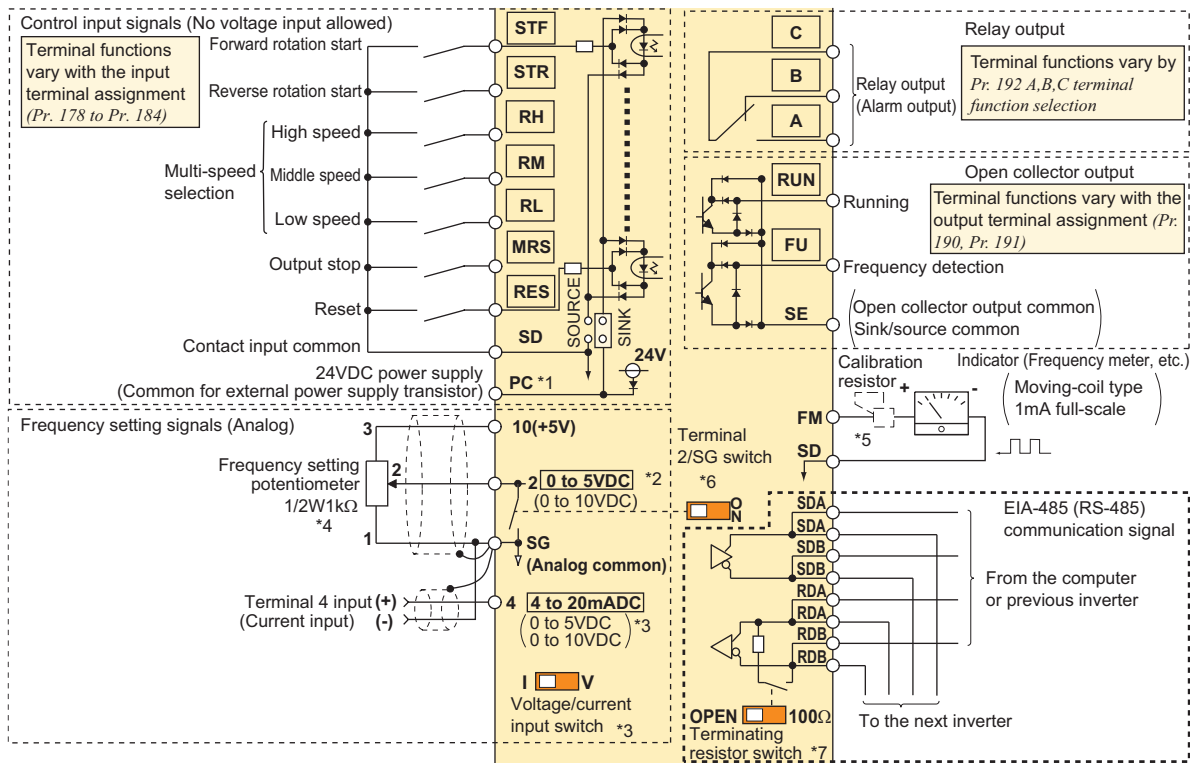 Control input signals (No voltage input allowed)
Terminal functions
vary with the input
terminal assignment
(Pr. 178 to Pr. 184)
Forward rotation start
Reverse rotation start
Multi-speed
selection
High speed
Middle speed
Low speed
Output stop
Reset
Contact input common
24VDC power supply
(Common for external power supply transistor)
STF
STR
RH
RM
RL
MRS
RES
SD
PC *1
SOURCE
SINK
24V
C
B
A
Relay output
Relay output
(Alarm output)
Terminal functions vary by
Pr. 192 A,B,C terminal
function selection
Open collector output
RUN
FU
SE
Running
Terminal functions vary with the
output terminal assignment (Pr.
190, Pr. 191)
Frequency detection
Open collector output common
Sink/source common
Calibration
resistor
Indicator (Frequency meter, etc.)
+
-
Moving-coil type
1mA full-scale
FM
*5
SD
Frequency setting signals (Analog)
3
2
1
Frequency setting
potentiometer
1/2W1kΩ
*4
10(+5V)
2 0 to 5VDC *2
(0 to 10VDC)
SG
(Analog common)
Terminal 4 input (+)
(Current input) (-)
4 4 to 20mADC
0 to 5VDC
0 to 10VDC
*3
I V
Voltage/current
input switch *3
Terminal
2/SG switch
*6
ON
SDA
SDA
SDB
SDB
RDA
RDA
RDB
RDB
EIA-485 (RS-485)
communication signal
From the computer
or previous inverter
To the next inverter
OPEN 100Ω
Terminating
resistor switch *7